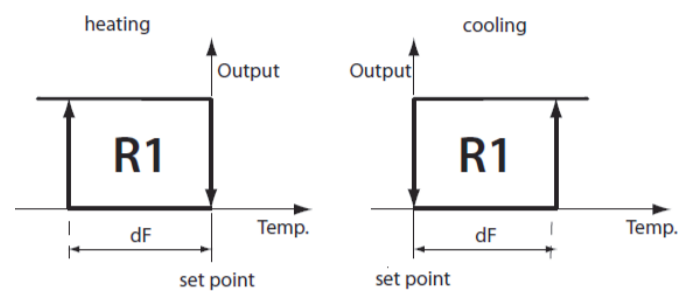 heating
cooling
Output
Output
R1
R1
Temp.
Temp.
dF
dF
set point
set point